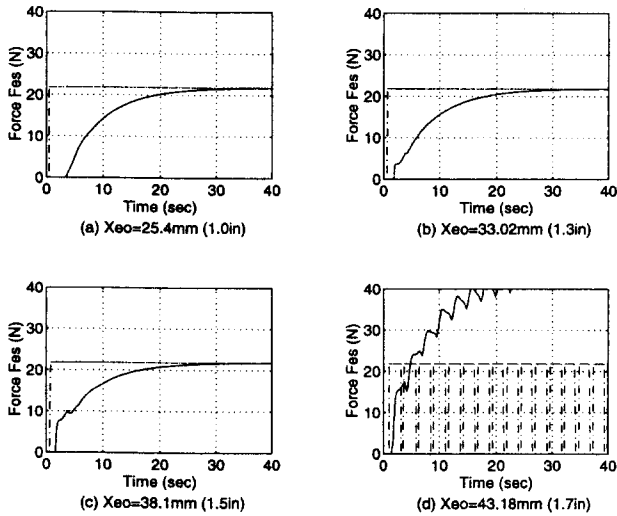 40
30
20
10
0
Force Fes (N)
0 10 20 30 40
Time (sec)
(a) Xeo=25.4mm (1.0in)
40
30
20
10
0
Force Fes (N)
0 10 20 30 40
Time (sec)
(b) Xeo=33.02mm (1.3in)
40
30
20
10
0
Force Fes (N)
0 10 20 30 40
Time (sec)
(c) Xeo=38.1mm (1.5in)
40
30
20
10
0
Force Fes (N)
0 10 20 30 40
Time (sec)
(d) Xeo=43.18mm (1.7in)